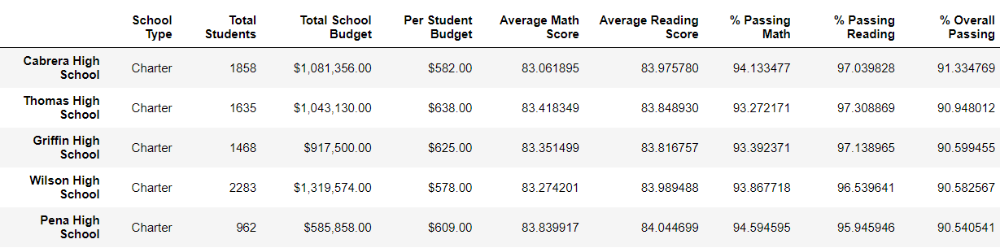 School Type Total Students Total School Budget Per Student Budget Average Math Score Average Reading Score % Passing Math % Passing Reading % Overall Passing
Cabrera High School Charter 1858 $1,081,356.00 $582.00 83.061895 83.975780 94.133477 97.039828 91.334769
Thomas High School Charter 1635 $1,043,130.00 $638.00 83.418349 83.848930 93.272171 97.308869 90.948012
Griffin High School Charter 1468 $917,500.00 $625.00 83.351499 83.816757 93.392371 97.138965 90.599455
Wilson High School Charter 2283 $1,319,574.00 $578.00 83.274201 83.989488 93.867718 96.539641 90.582567
Pena High School Charter 962 $585,858.00 $609.00 83.839917 84.044699 94.594595 95.945946 90.540541